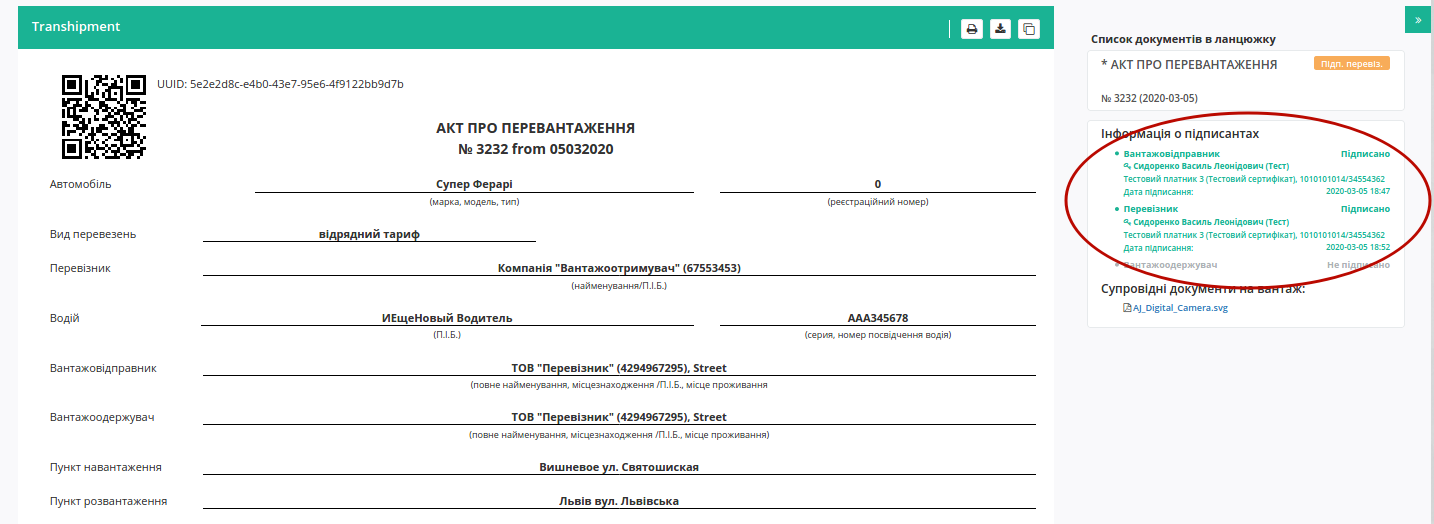 Transhipment
UUID: 5e2e2d8c-e4b0-43e7-95e6-4f9122bb9d7b
АКТ ПРО ПЕРЕВАНТАЖЕННЯ
№ 3232 from 05032020
Автомобіль Супер Ферарі 0
(марка, модель, тип) (реєстраційний номер)
Вид перевезень відрядний тариф
Перевізник Компанія "Вантажоотримувач" (67553453)
(найменування/П.І.Б.)
Водій ИЕщеНовый Водитель ААА345678
(П.І.Б.) (серия, номер посвідчення водія)
Вантажовідправник ТОВ "Перевізник" (4294967295), Street
(повне найменування, місцезнаходження /П.І.Б., місце проживання
Вантажоодержувач ТОВ "Перевізник" (4294967295), Street
(повне найменування, місцезнаходження /П.І.Б., місце проживання)
Пункт навантаження Вишневое ул. Святошиская
Пункт розвантаження Львів вул. Львівська
»
Список документів в ланцюжку
* АКТ ПРО ПЕРЕВАНТАЖЕННЯ Підп. перевіз.
№ 3232 (2020-03-05)
Інформація о підписантах
Вантажовідправник Підписано
Сидоренко Василь Леонідович (Тест)
Тестовий платник 3 (Тестовий сертифікат), 1010101014/34554362
Дата підписання: 2020-03-05 18:47
Перевізник Підписано
Сидоренко Василь Леонідович (Тест)
Тестовий платник 3 (Тестовий сертифікат), 1010101014/34554362
Дата підписання: 2020-03-05 18:52
Вантажоодержувач Не підписано
Супровідні документи на вантаж:
AJ_Digital_Camera.svg